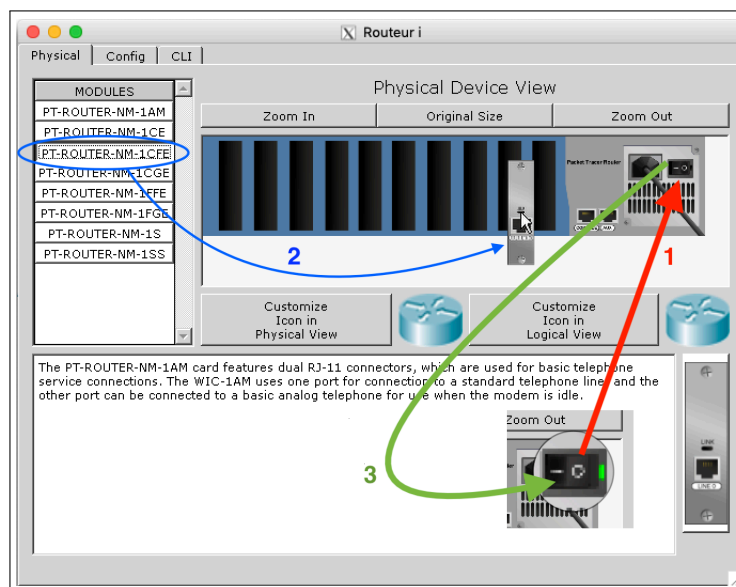 Routeur i
Physical
Config
CLI
MODULES
PT-ROUTER-NM-1AM
PT-ROUTER-NM-1CE
PT-ROUTER-NM-1CFE
PT-ROUTER-NM-1CGE
PT-ROUTER-NM-1FFE
PT-ROUTER-NM-1FGE
PT-ROUTER-NM-1S
PT-ROUTER-NM-1SS
Physical Device View
Zoom In
Original Size
Zoom Out
Packet Tracer Router
AUX
1
2
Customize
Icon in
Physical View
Customize
Icon in
Logical View
The PT-ROUTER-NM-1AM card features dual RJ-11 connectors, which are used for basic telephone
service connections. The WIC-1AM uses one port for connection to a standard telephone line, and the
other port can be connected to a basic analog telephone for use when the modem is idle.
Zoom Out
3
LINK
LINE 0